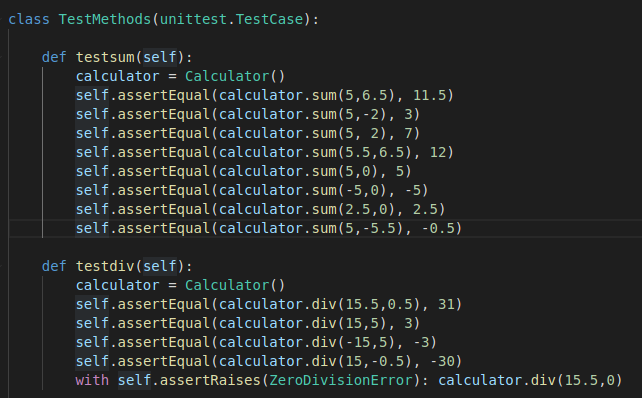 class TestMethods(unittest.TestCase):
def testsum(self):
calculator = Calculator()
self.assertEqual(calculator.sum(5,6.5), 11.5)
self.assertEqual(calculator.sum(5,-2), 3)
self.assertEqual(calculator.sum(5, 2), 7)
self.assertEqual(calculator.sum(5.5,6.5), 12)
self.assertEqual(calculator.sum(5,0), 5)
self.assertEqual(calculator.sum(-5,0), -5)
self.assertEqual(calculator.sum(2.5,0), 2.5)
self.assertEqual(calculator.sum(5,-5.5), -0.5)
def testdiv(self):
calculator = Calculator()
self.assertEqual(calculator.div(15.5,0.5), 31)
self.assertEqual(calculator.div(15,5), 3)
self.assertEqual(calculator.div(-15,5), -3)
self.assertEqual(calculator.div(15,-0.5), -30)
with self.assertRaises(ZeroDivisionError): calculator.div(15.5,0)